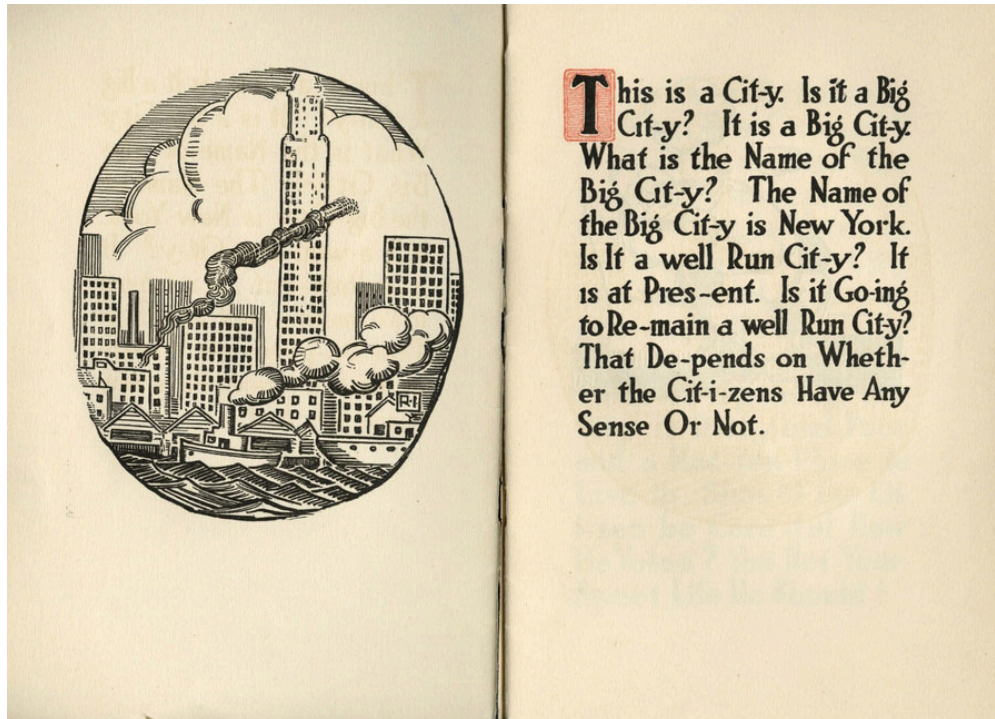 This is a Cit-y. Is it a Big
Cit-y? It is a Big Cit-y.
What is the Name of the
Big Cit-y? The Name of
the Big Cit-y is New York.
Is It a well Run Cit-y? It
is at Pres-ent. Is it Go-ing
to Re-main a well Run Cit-y?
That De-pends on Wheth-
er the Cit-i-zens Have Any
Sense Or Not.